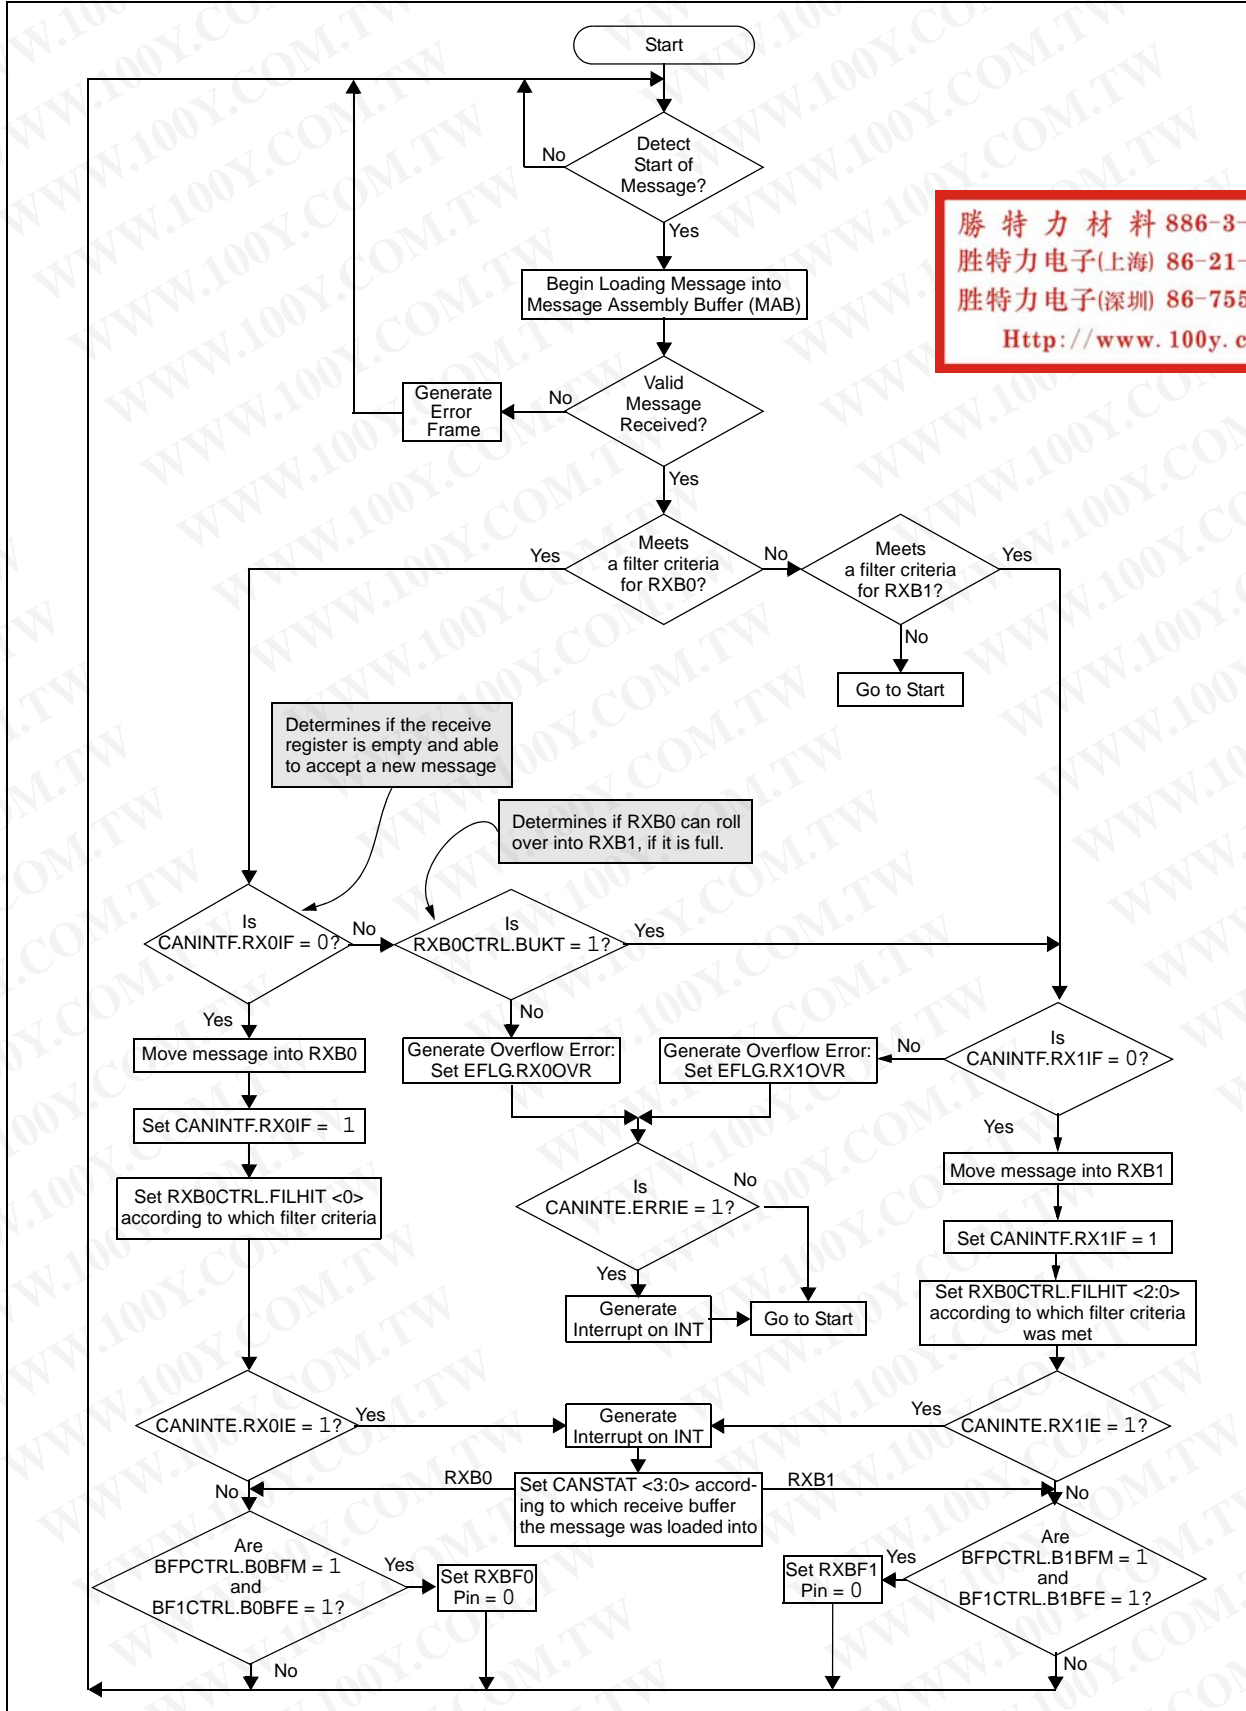 Start
Detect
Start of
Message?
No
Yes
Begin Loading Message into
Message Assembly Buffer (MAB)
勝 特 力 材 料 886-3-
胜特力电子(上海) 86-21-
胜特力电子(深圳) 86-755
Http://www.100y.c
Valid
Message
Received?
No
Generate
Error
Frame
Yes
Meets
a filter criteria
for RXB0?
Yes
No
Meets
a filter criteria
for RXB1?
Yes
No
Go to Start
Determines if the receive
register is empty and able
to accept a new message
Determines if RXB0 can roll
over into RXB1, if it is full.
Is
CANINTF.RX0IF = 0?
No
Is
RXB0CTRL.BUKT = 1?
Yes
Yes
No
Move message into RXB0
Generate Overflow Error:
Set EFLG.RX0OVR
Generate Overflow Error:
Set EFLG.RX1OVR
No
Is
CANINTF.RX1IF = 0?
Yes
Set CANINTF.RX0IF = 1
Set RXB0CTRL.FILHIT <0>
according to which filter criteria
Is
CANINTE.ERRIE = 1?
No
Yes
Generate
Interrupt on INT
Go to Start
Move message into RXB1
Set CANINTF.RX1IF = 1
Set RXB0CTRL.FILHIT <2:0>
according to which filter criteria
was met
CANINTE.RX0IE = 1?
Yes
Generate
Interrupt on INT
Yes
CANINTE.RX1IE = 1?
No
RXB0
Set CANSTAT <3:0> accord-
ing to which receive buffer
the message was loaded into
RXB1
No
Are
BFPCTRL.B0BFM = 1
and
BF1CTRL.B0BFE = 1?
Yes
Set RXBF0
Pin = 0
Set RXBF1
Pin = 0
Yes
Are
BFPCTRL.B1BFM = 1
and
BF1CTRL.B1BFE = 1?
No
No
WWW.100Y.COM.TW